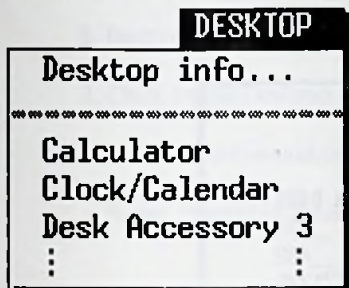 DESKTOP
Desktop info...
Calculator
Clock/Calendar
Desk Accessory 3
⋮ ⋮